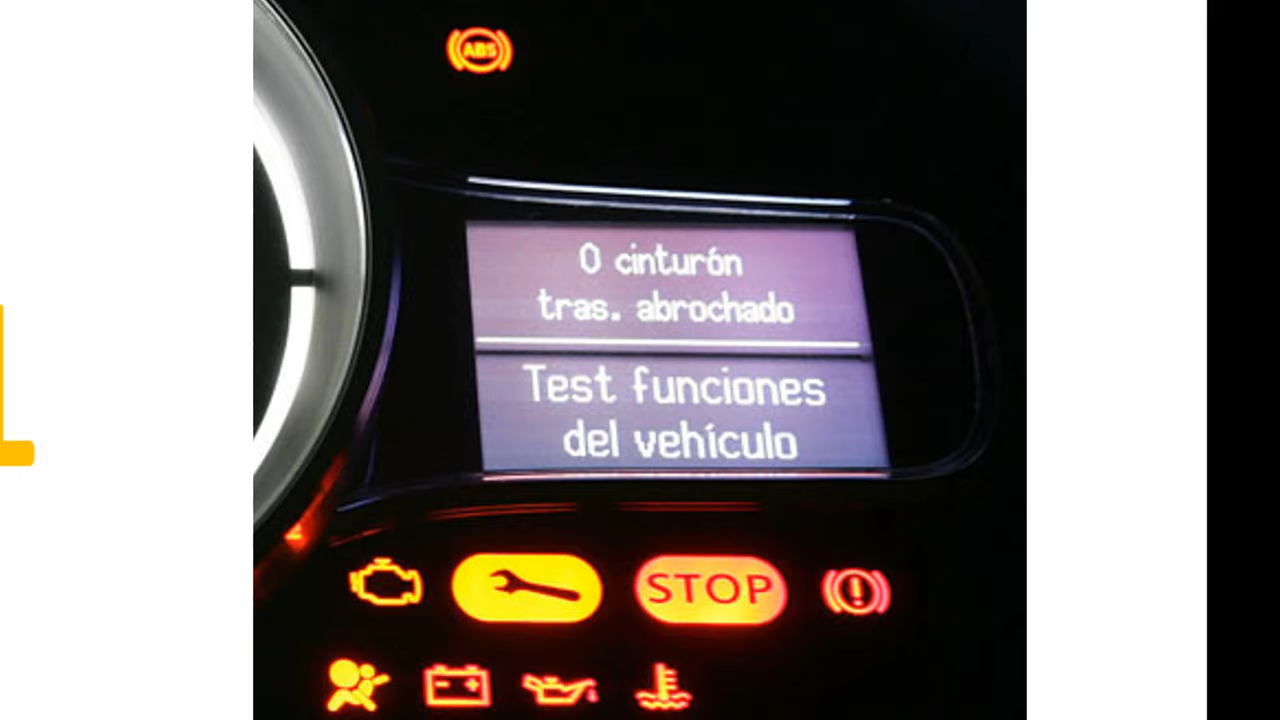 ABS
0 cinturón
tras. abrochado
Test funciones
del vehículo
STOP